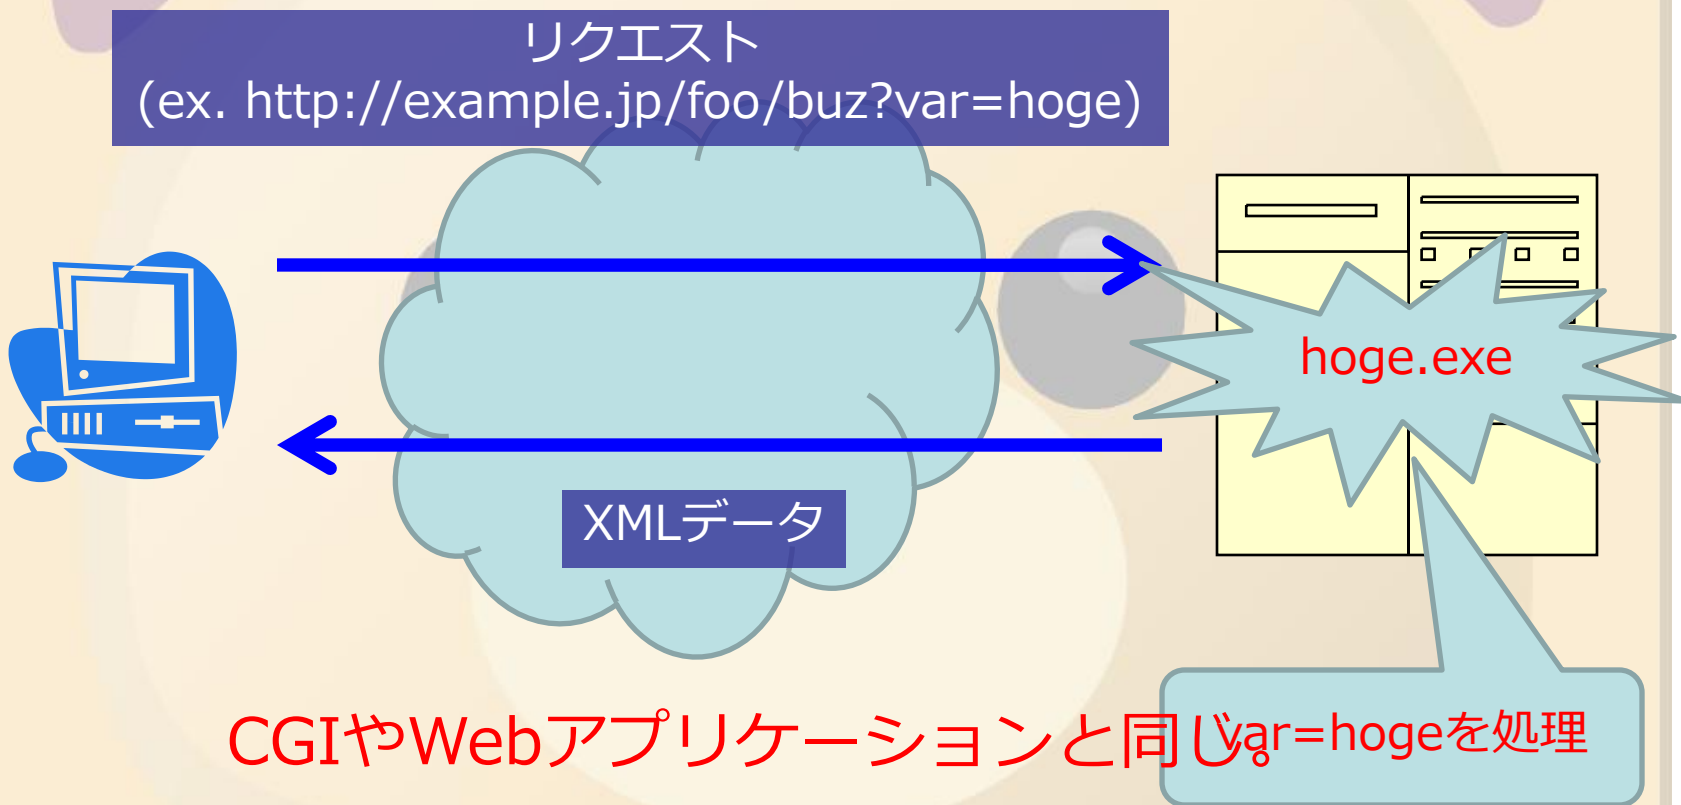 リクエスト
(ex. http://example.jp/foo/buz?var=hoge)
hoge.exe
XMLデータ
CGIやWebアプリケーションと同じ。
var=hogeを処理